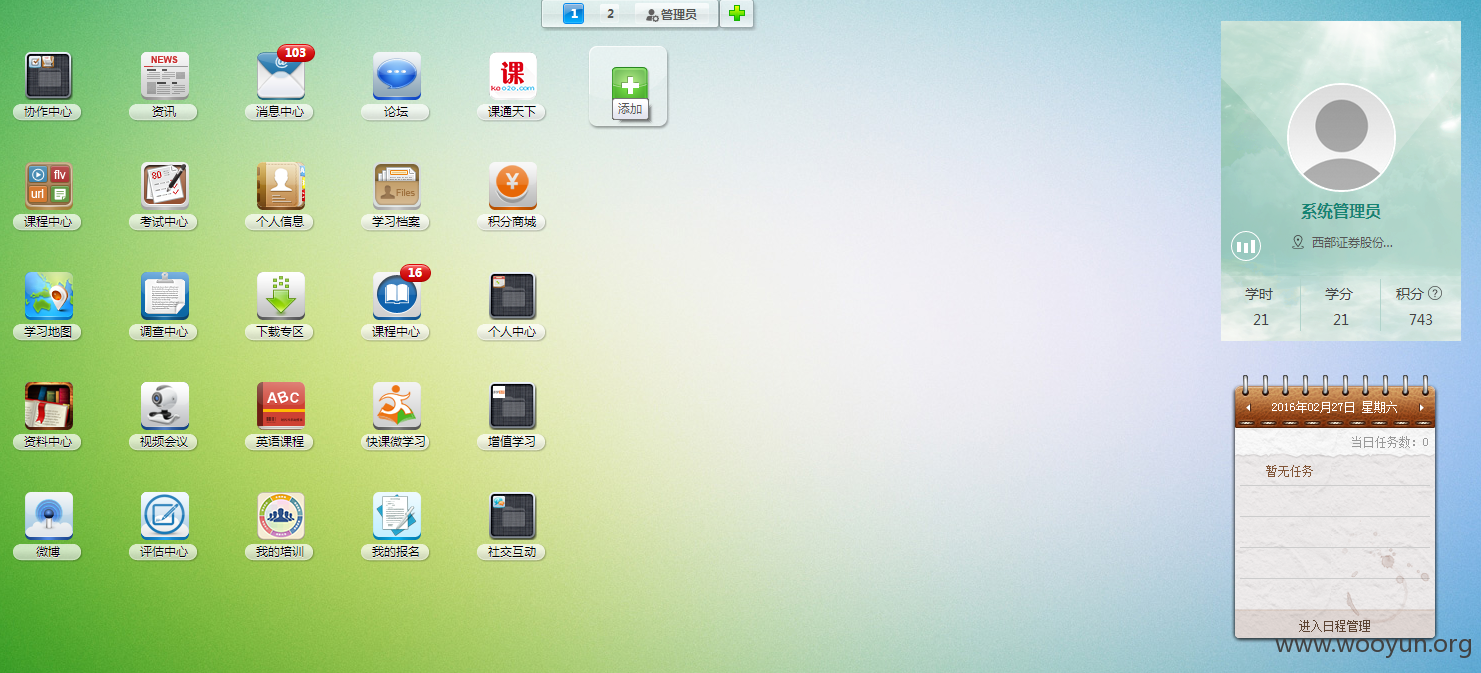 1 2 管理员
协作中心
NEWS
资讯
103
消息中心
论坛
课
koo2o.com
课通天下
添加
flv
url
课程中心
80
考试中心
个人信息
Files
学习档案
¥
积分商城
学习地图
调查中心
下载专区
16
课程中心
个人中心
资料中心
视频会议
ABC
英语课程
快课微学习
增值学习
微博
评估中心
我的培训
我的报名
社交互动
系统管理员
西部证券股份...
学时 学分 积分 ?
21 21 743
2016年02月27日 星期六
当日任务数：0
暂无任务
进入日程管理
www.wooyun.org